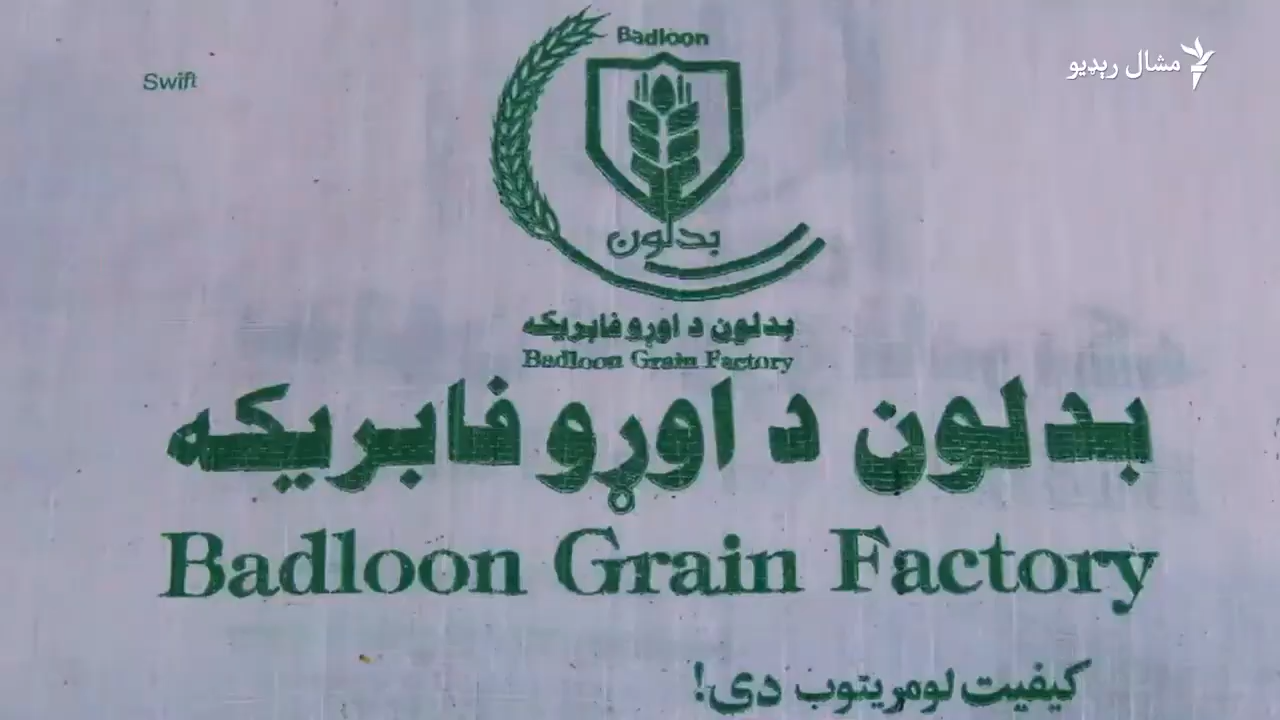 مشال رېډیو
Swift
Badloon
بدلون
بدلون د اوړو فابریکه
Badloon Grain Factory
بدلون د اوړو فابریکه
Badloon Grain Factory
کیفیت لومړیتوب دی!